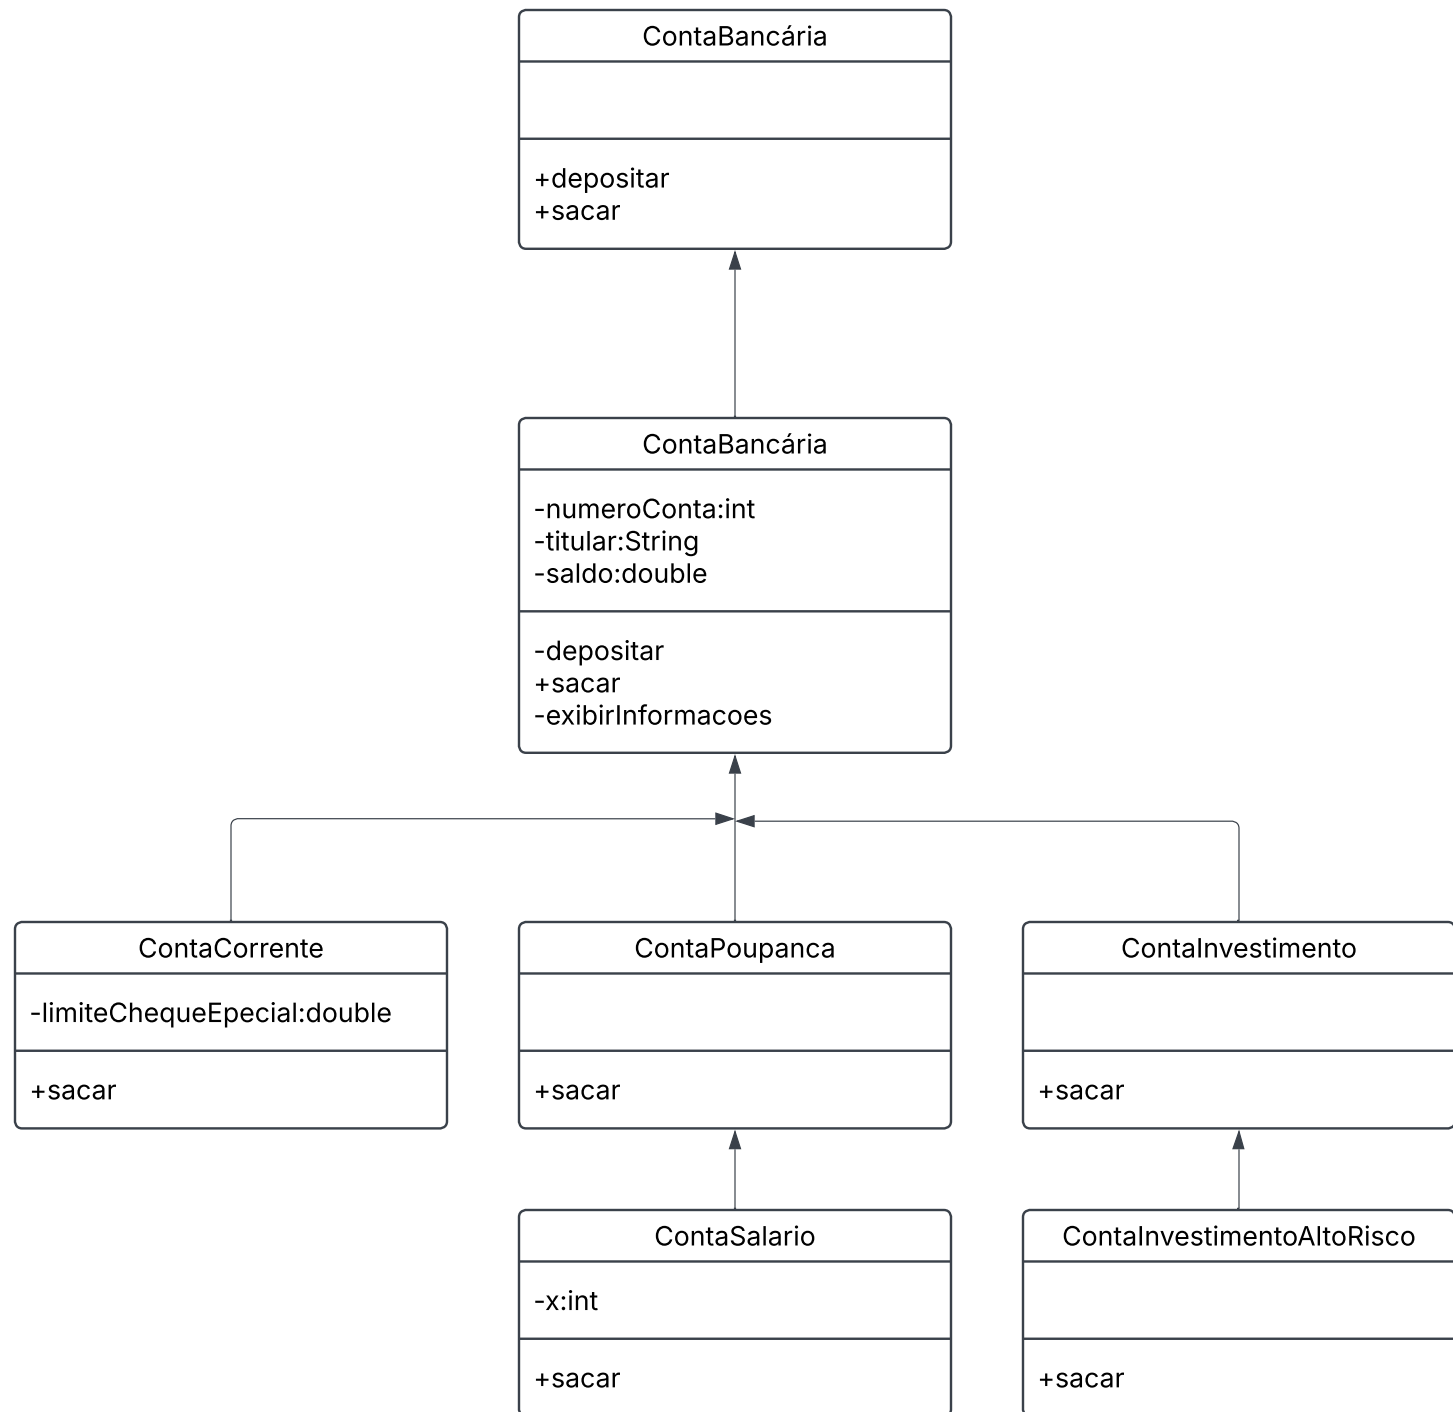 ContaBancária
+depositar
+sacar
ContaBancária
-numeroConta:int
-titular:String
-saldo:double
-depositar
+sacar
-exibirInformacoes
ContaCorrente
-limiteChequeEpecial:double
+sacar
ContaPoupanca
+sacar
ContaInvestimento
+sacar
ContaSalario
-x:int
+sacar
ContaInvestimentoAltoRisco
+sacar